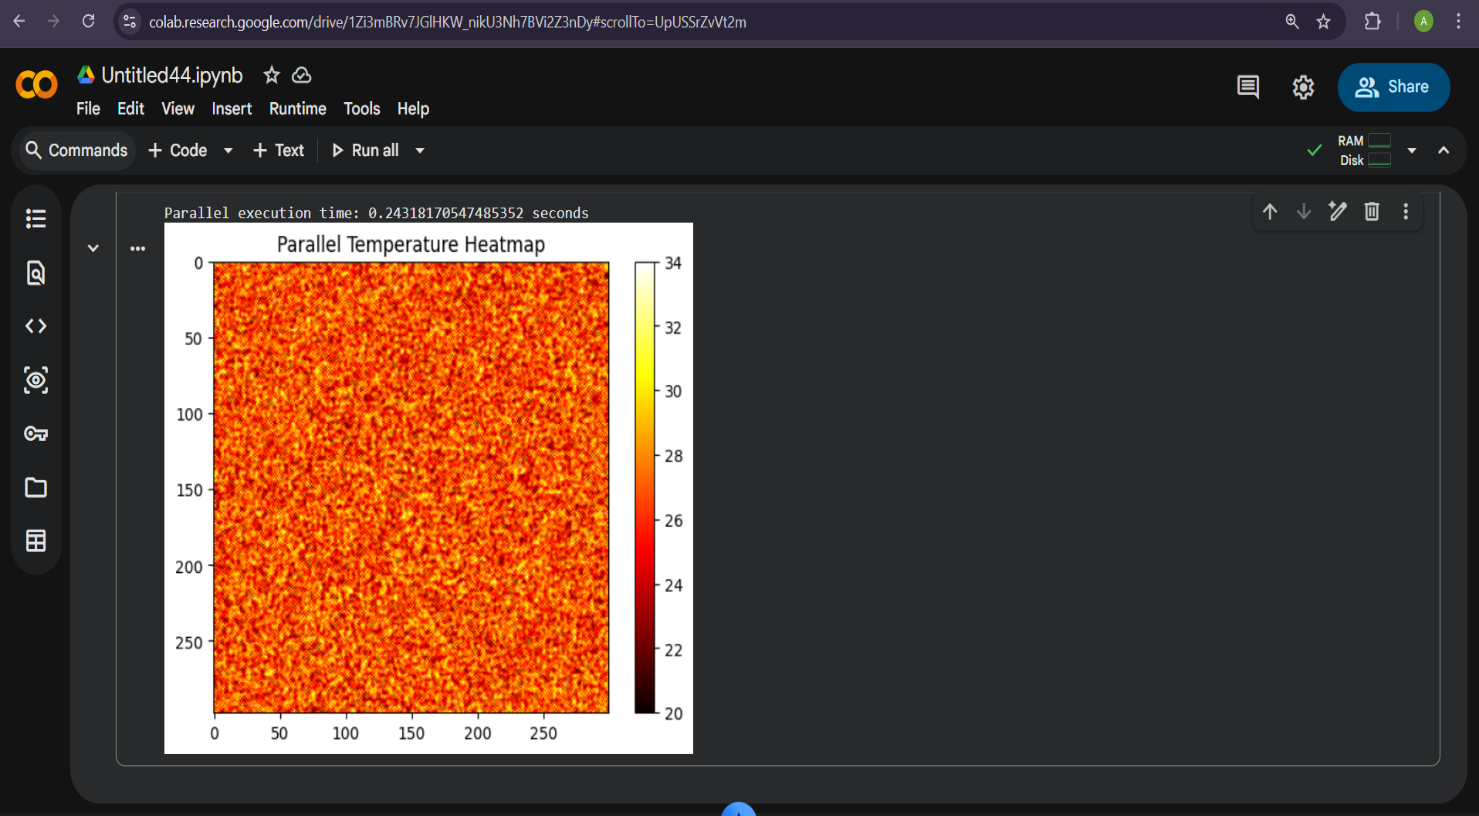 colab.research.google.com/drive/1Zi3mBRv7JGlHKW_nikU3Nh7BVi2Z3nDy#scrollTo=UpUSSrZvVt2m
A
Untitled44.ipynb
File Edit View Insert Runtime Tools Help
Share
Commands + Code + Text Run all
RAM
Disk
Parallel execution time: 0.24318170547485352 seconds
Parallel Temperature Heatmap
0
50
100
150
200
250
0 50 100 150 200 250
34
32
30
28
26
24
22
20